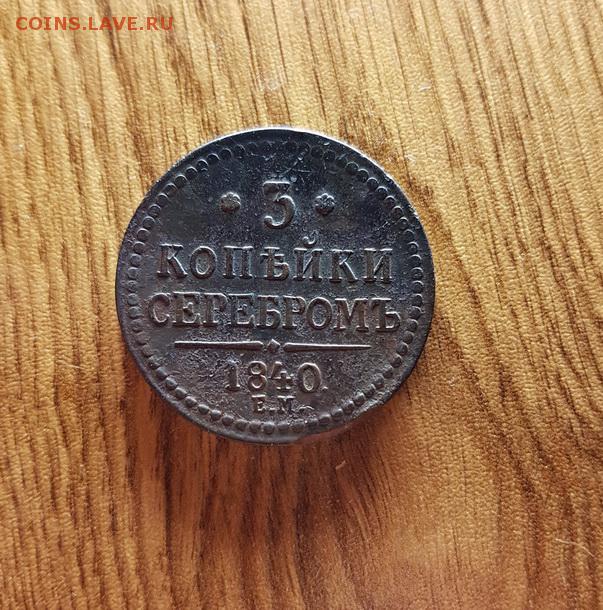 COINS.LAVE.RU
3
КОПѢЙКИ
СЕРЕБРОМЪ
1840.
Е.М.